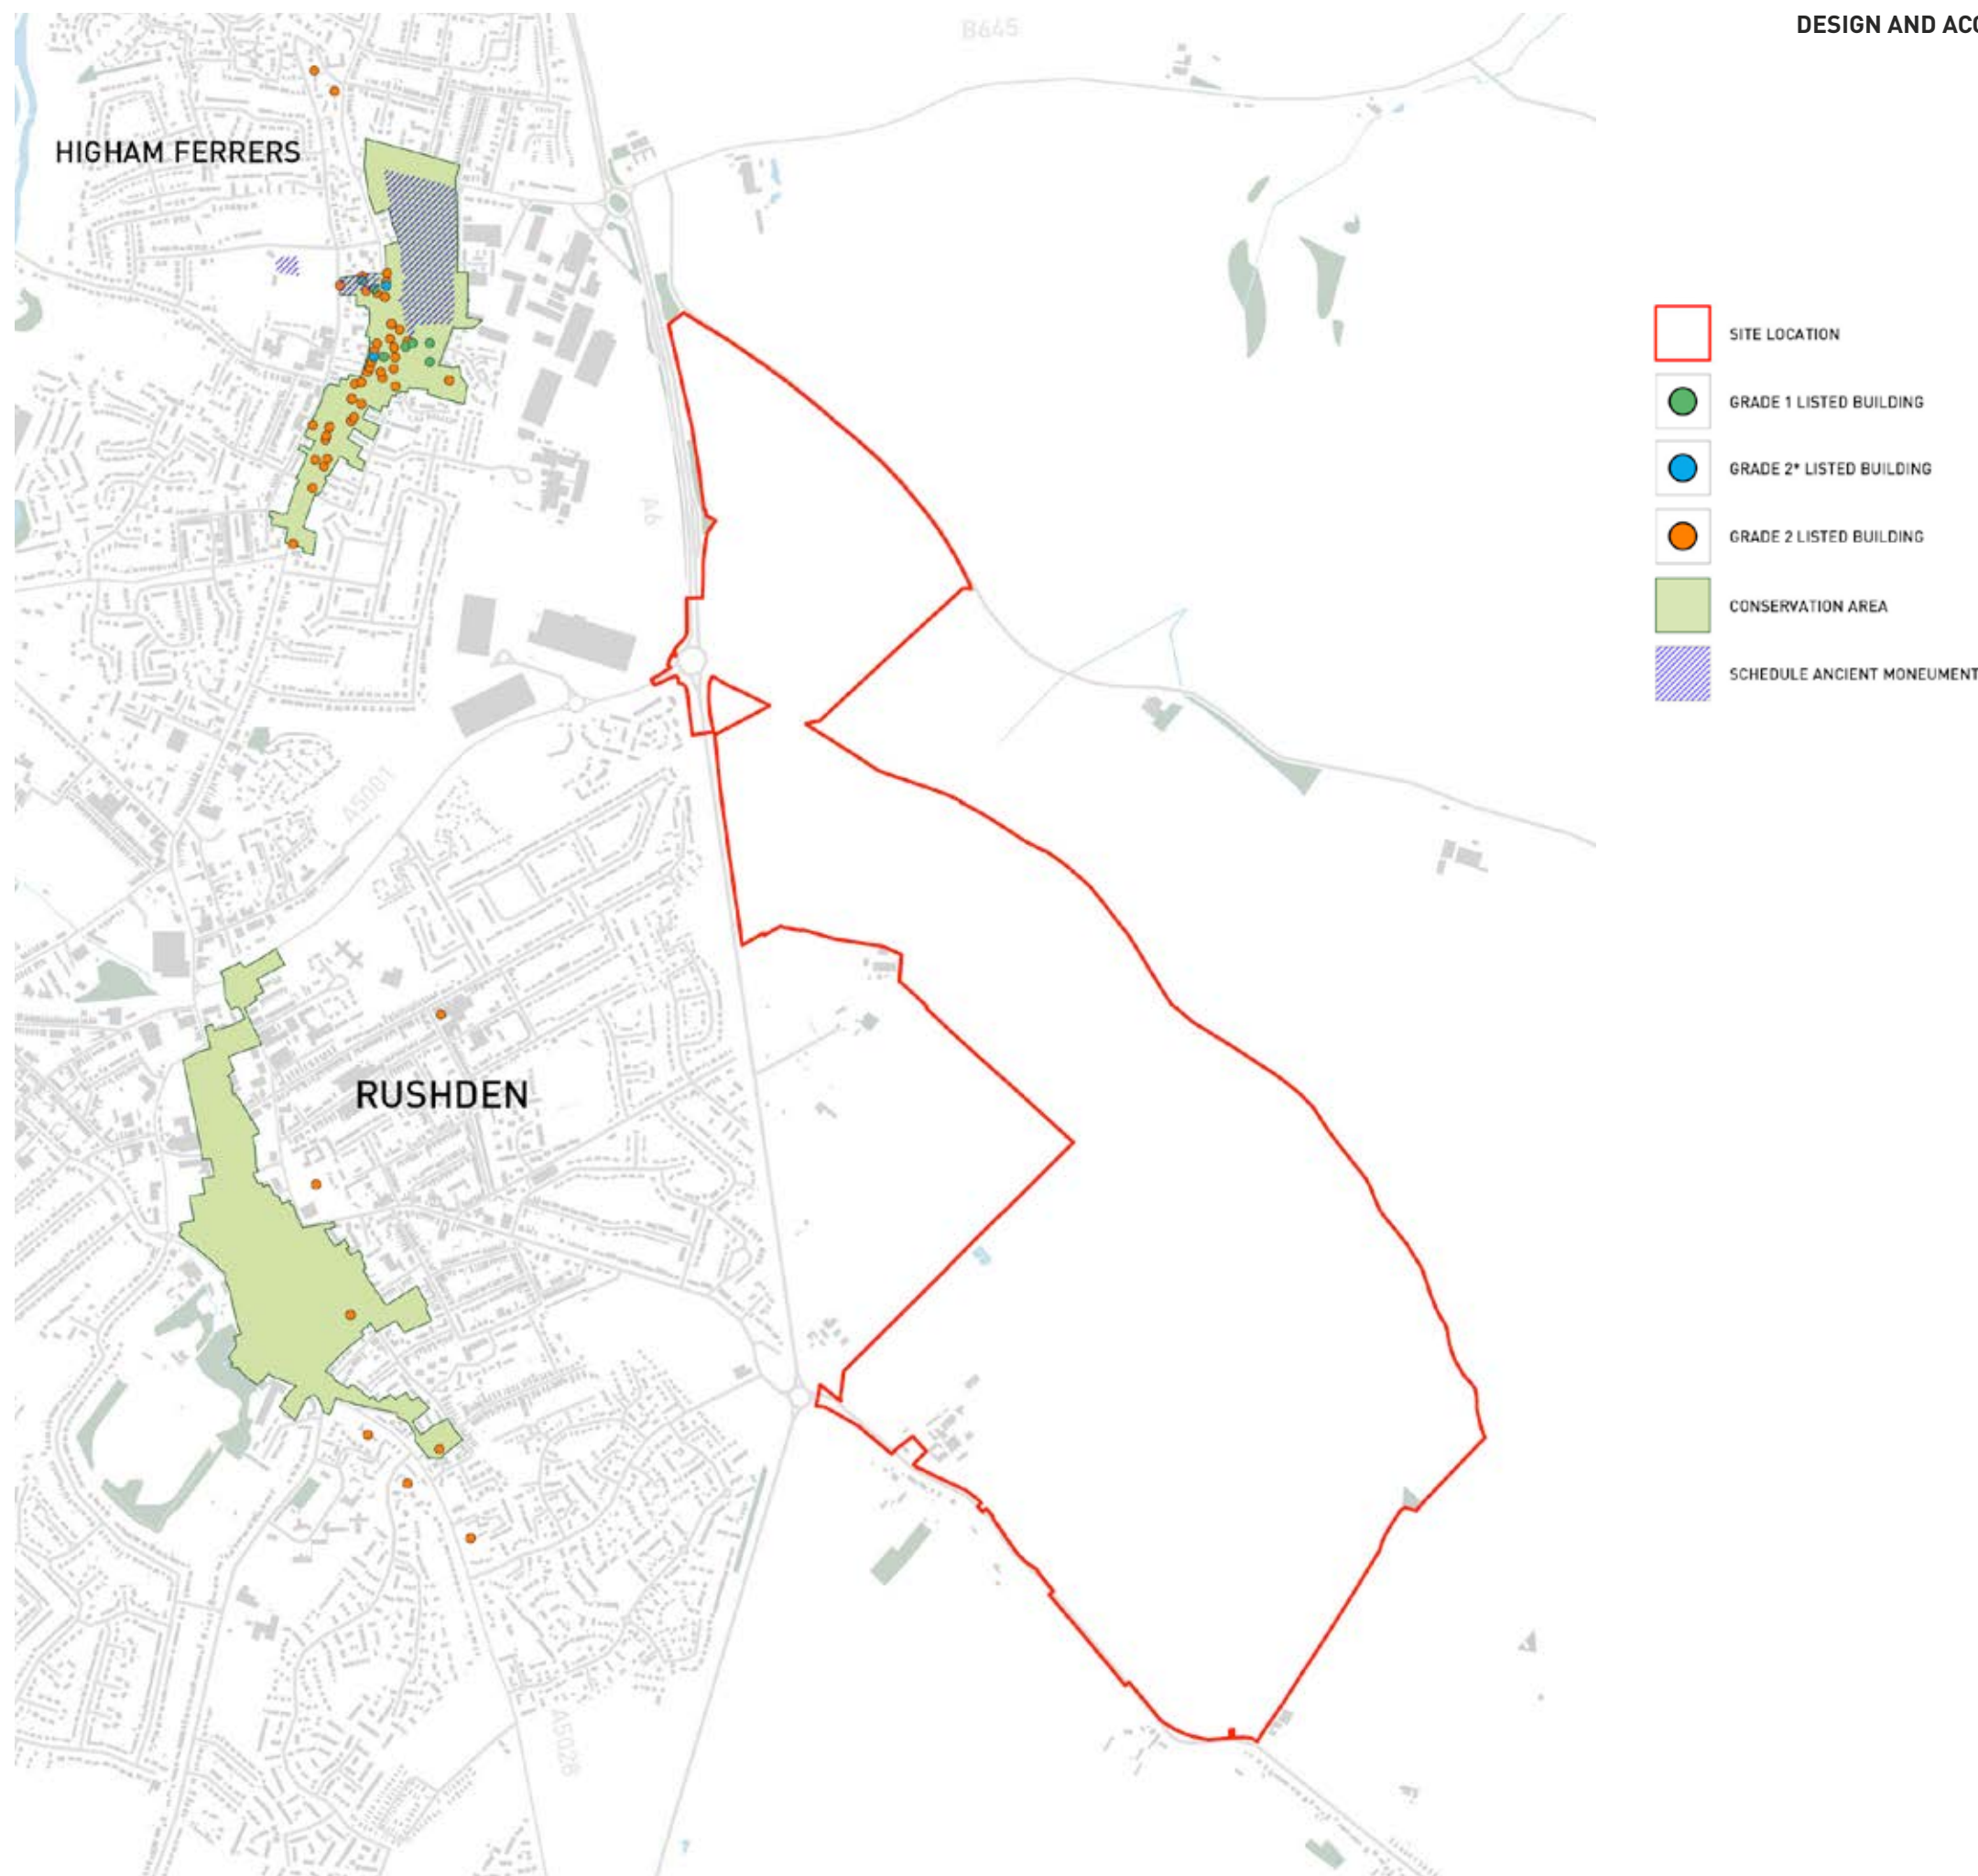 DESIGN AND ACC
B645
HIGHAM FERRERS
SITE LOCATION
GRADE 1 LISTED BUILDING
GRADE 2* LISTED BUILDING
A6
GRADE 2 LISTED BUILDING
CONSERVATION AREA
SCHEDULE ANCIENT MONEUMENT
A5001
RUSHDEN
A5028